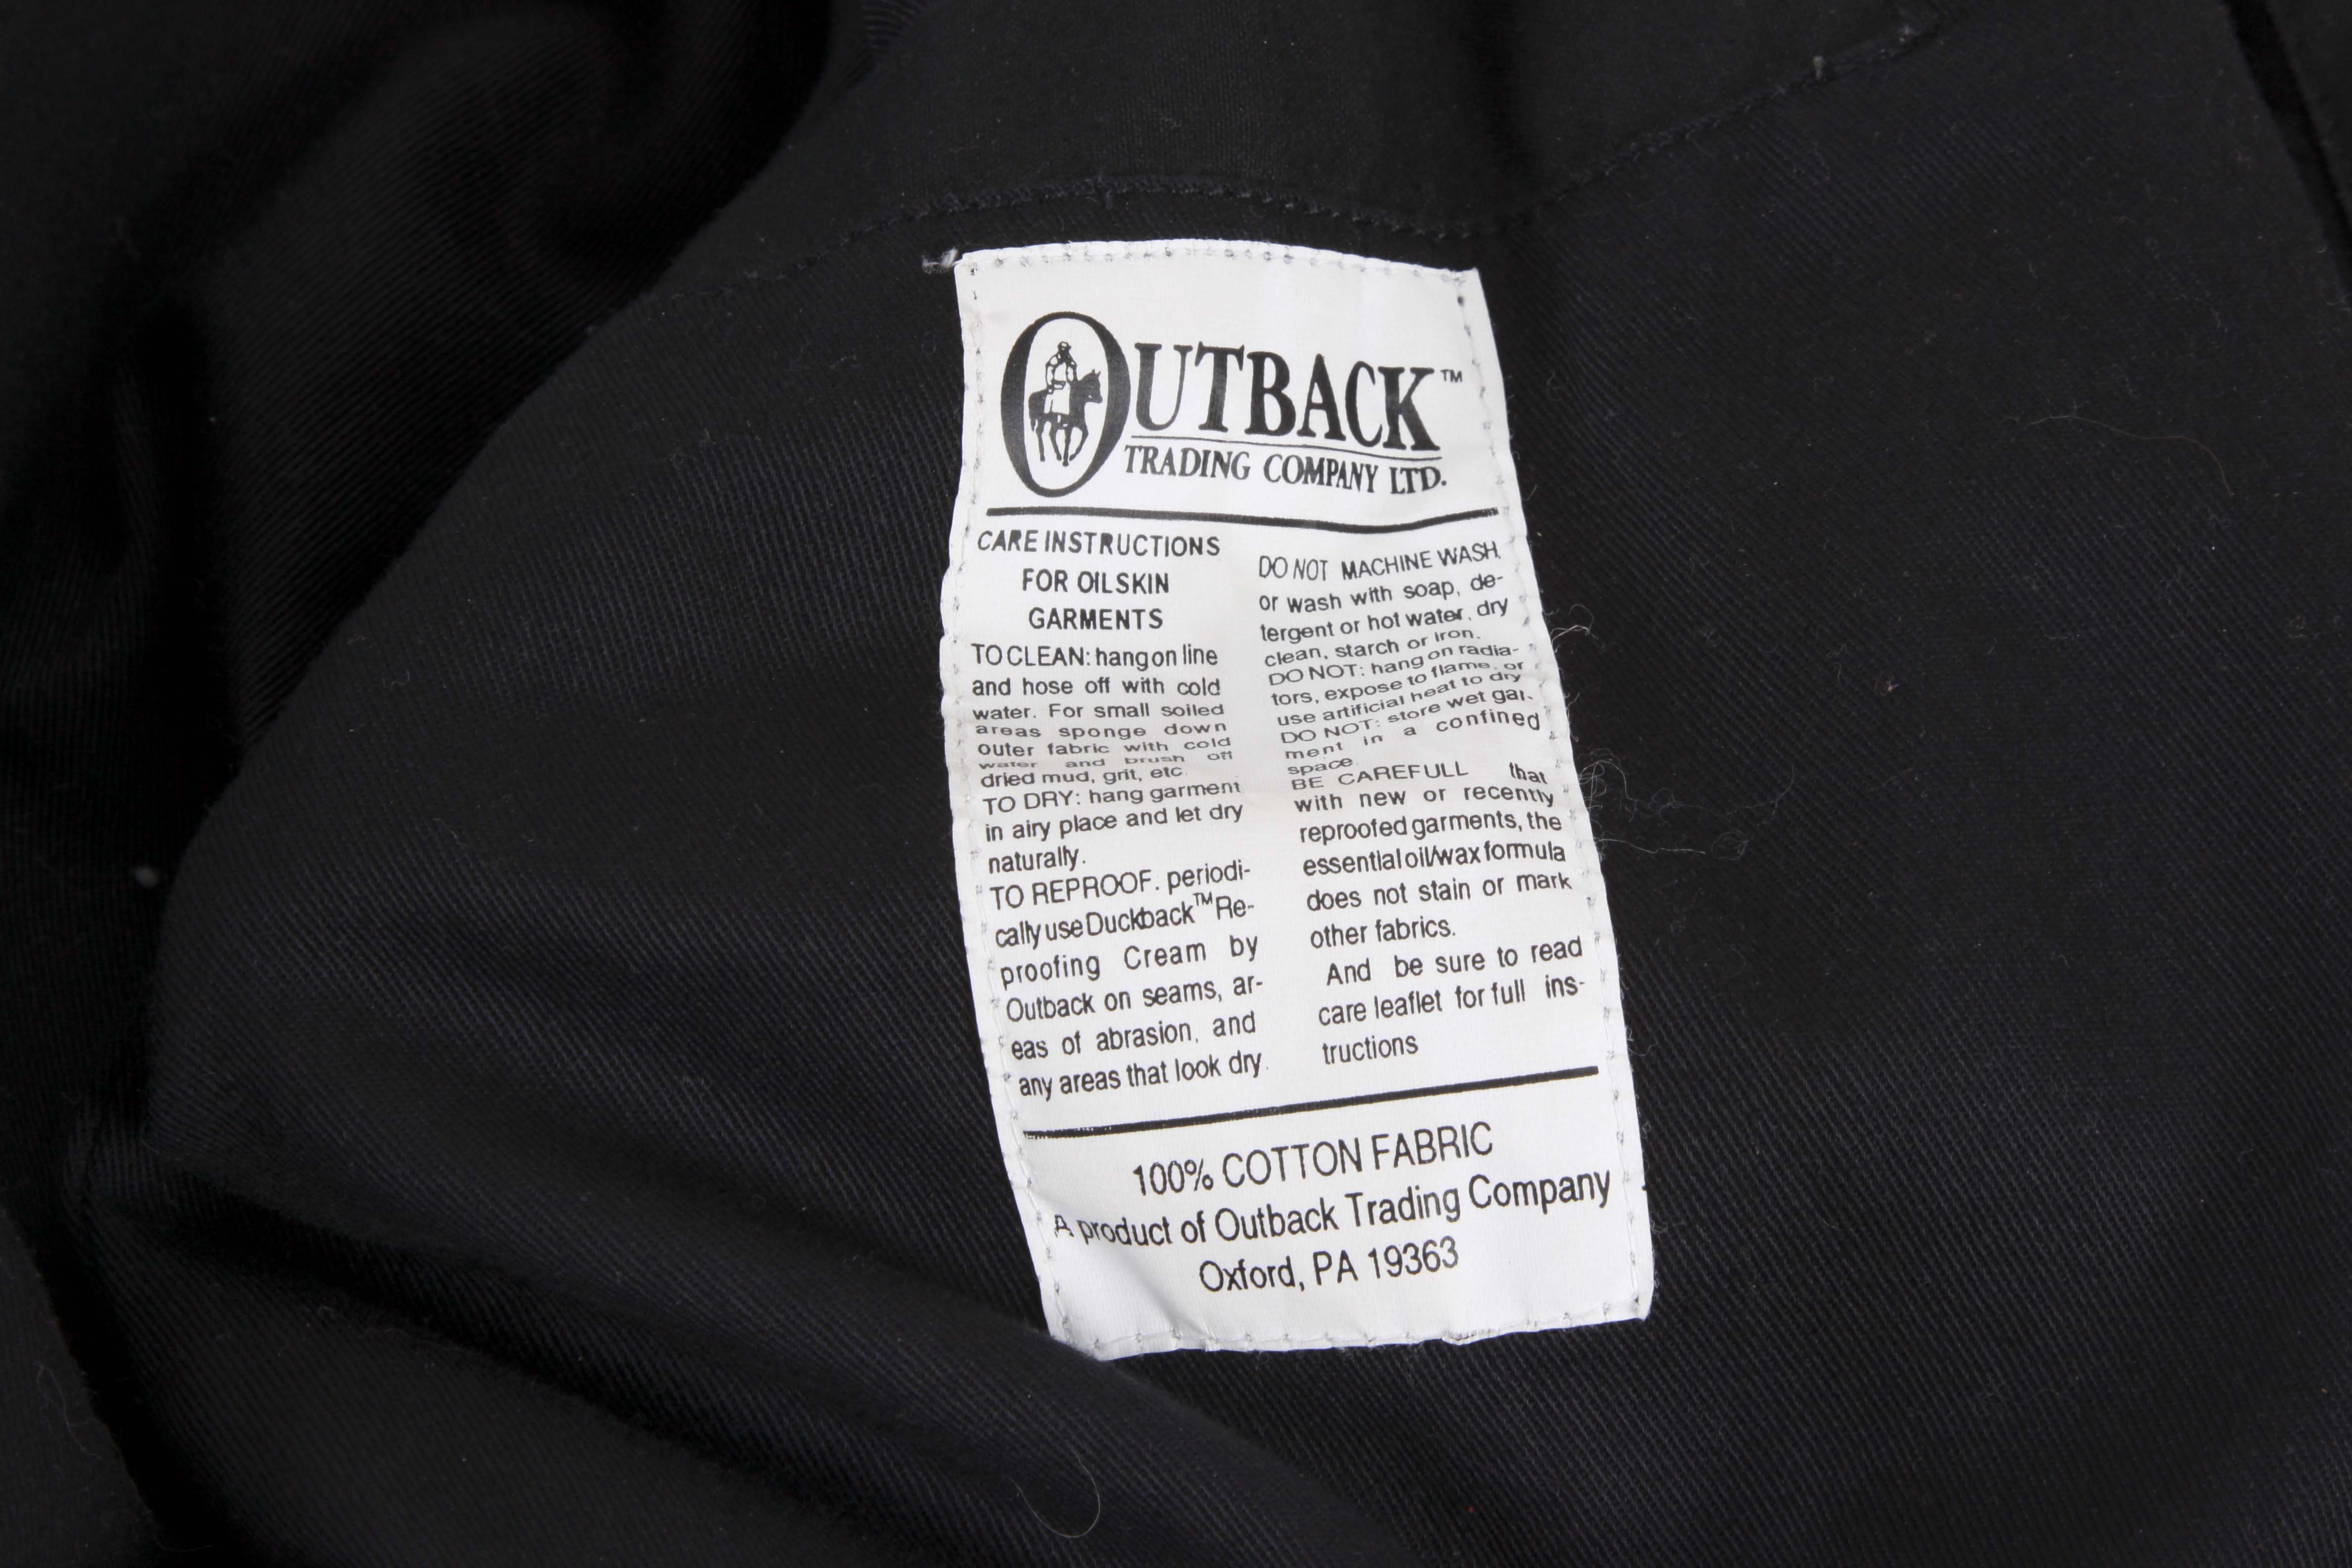 OUTBACK™
TRADING COMPANY LTD.
CARE INSTRUCTIONS
FOR OILSKIN
GARMENTS
TO CLEAN: hang on line
and hose off with cold
water. For small soiled
areas sponge down
outer fabric with cold
water and brush off
dried mud, grit, etc.
TO DRY: hang garment
in airy place and let dry
naturally.
TO REPROOF. periodi-
cally use Duckback™ Re-
proofing Cream by
Outback on seams, ar-
eas of abrasion, and
any areas that look dry.
DO NOT MACHINE WASH,
or wash with soap, de-
tergent or hot water, dry
clean, starch or iron.
DO NOT: hang on radia-
tors, expose to flame, or
use artificial heat to dry
DO NOT: store wet gar-
ment in a confined
space.
BE CAREFULL that
with new or recently
reproofed garments, the
essential oil/wax formula
does not stain or mark
other fabrics.
And be sure to read
care leaflet for full ins-
tructions
100% COTTON FABRIC
A product of Outback Trading Company
Oxford, PA 19363